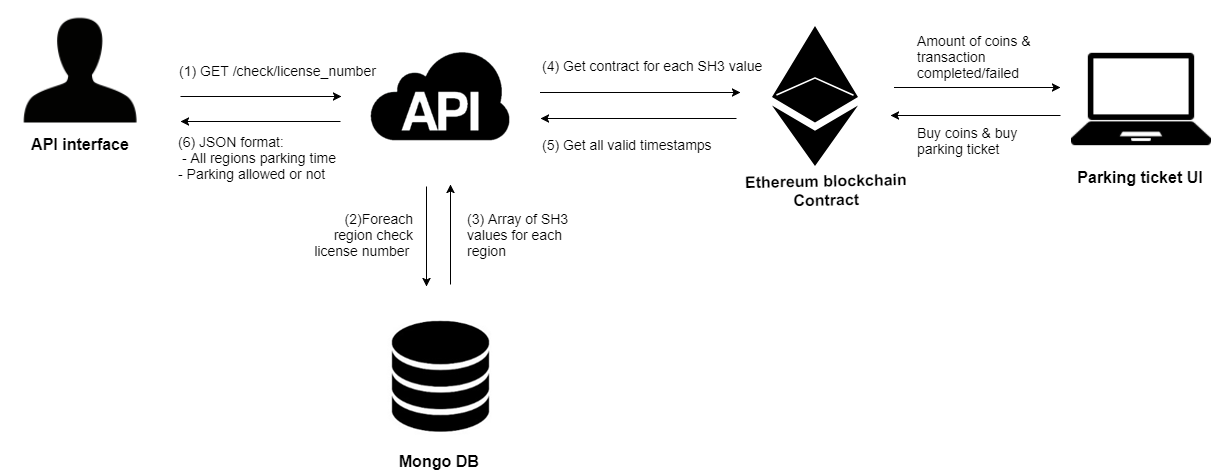 (1) GET /check/license_number
API
API interface
(6) JSON format:
- All regions parking time
- Parking allowed or not
(4) Get contract for each SH3 value
(5) Get all valid timestamps
Ethereum blockchain
Contract
Amount of coins &
transaction
completed/failed
Buy coins & buy
parking ticket
Parking ticket UI
(2)Foreach
region check
license number
(3) Array of SH3
values for each
region
Mongo DB